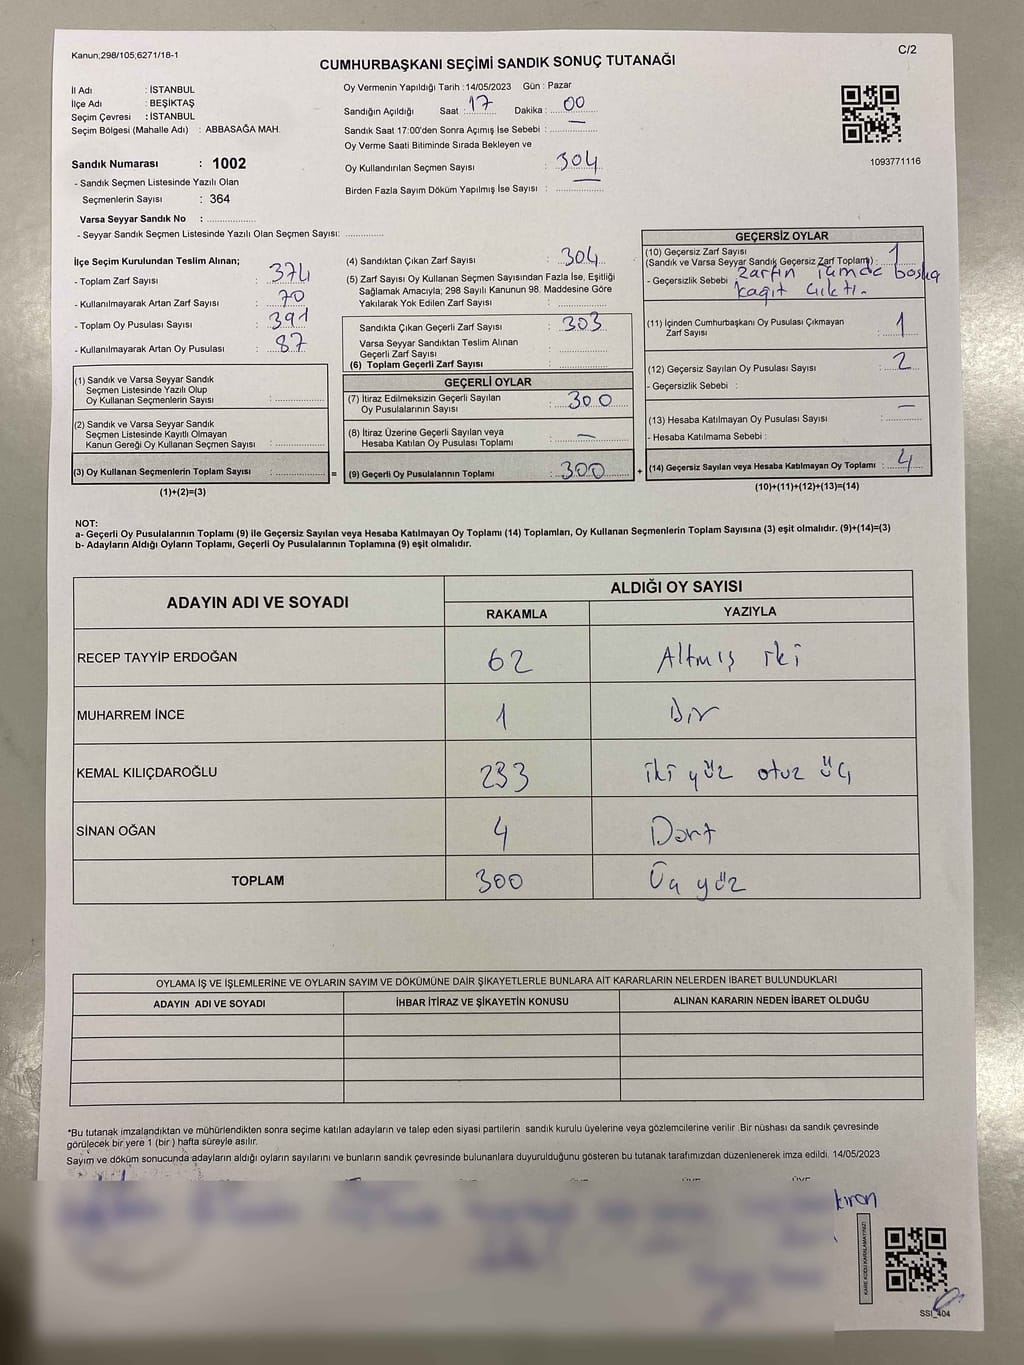 Kanun,298/105;6271/18-1
C/2
CUMHURBAŞKANI SEÇİMİ SANDIK SONUÇ TUTANAĞI
İl Adı : İSTANBUL
İlçe Adı : BEŞİKTAŞ
Seçim Çevresi : İSTANBUL
Seçim Bölgesi (Mahalle Adı) : ABBASAĞA MAH.
Sandık Numarası : 1002
- Sandık Seçmen Listesinde Yazılı Olan
Seçmenlerin Sayısı : 364
Varsa Seyyar Sandık No :
- Seyyar Sandık Seçmen Listesinde Yazılı Olan Seçmen Sayısı:
Oy Vermenin Yapıldığı Tarih :14/05/2023 Gün : Pazar
Sandığın Açıldığı Saat : 17 Dakika : 00
Sandık Saat 17:00'den Sonra Açımış İse Sebebi : —
Oy Verme Saati Bitiminde Sırada Bekleyen ve
Oy Kullandırılan Seçmen Sayısı : 304
Birden Fazla Sayım Döküm Yapılmış İse Sayısı : —
1093771116
İlçe Seçim Kurulundan Teslim Alınan;
- Toplam Zarf Sayısı : 374
- Kullanılmayarak Artan Zarf Sayısı : 70
- Toplam Oy Pusulası Sayısı : 391
- Kullanılmayarak Artan Oy Pusulası : 87
(1) Sandık ve Varsa Seyyar Sandık
Seçmen Listesinde Yazılı Olup
Oy Kullanan Seçmenlerin Sayısı :
(2) Sandık ve Varsa Seyyar Sandık
Seçmen Listesinde Kayıtlı Olmayan
Kanun Gereği Oy Kullanan Seçmen Sayısı :
(3) Oy Kullanan Seçmenlerin Toplam Sayısı :
(1)+(2)=(3)
=
(4) Sandıktan Çıkan Zarf Sayısı : 304
(5) Zarf Sayısı Oy Kullanan Seçmen Sayısından Fazla İse, Eşitliği
Sağlamak Amacıyla, 298 Sayılı Kanunun 98. Maddesine Göre
Yakılarak Yok Edilen Zarf Sayısı :
Sandıkta Çıkan Geçerli Zarf Sayısı : 303
Varsa Seyyar Sandıktan Teslim Alınan
Geçerli Zarf Sayısı :
(6) Toplam Geçerli Zarf Sayısı :
GEÇERLİ OYLAR
(7) İtiraz Edilmeksizin Geçerli Sayılan
Oy Pusulalarının Sayısı : 300
(8) İtiraz Üzerine Geçerli Sayılan veya
Hesaba Katılan Oy Pusulası Toplamı : —
(9) Geçerli Oy Pusulalarının Toplamı : 300
+
GEÇERSİZ OYLAR
(10) Geçersiz Zarf Sayısı
(Sandık ve Varsa Seyyar Sandık Geçersiz Zarf Toplamı) : 1
- Geçersizlik Sebebi : Zarfın içinde boş
kağıt çıktı.
(11) İçinden Cumhurbaşkanı Oy Pusulası Çıkmayan
Zarf Sayısı : 1
(12) Geçersiz Sayılan Oy Pusulası Sayısı : 2
- Geçersizlik Sebebi :
(13) Hesaba Katılmayan Oy Pusulası Sayısı : —
- Hesaba Katılmama Sebebi :
(14) Geçersiz Sayılan veya Hesaba Katılmayan Oy Toplamı : 4
(10)+(11)+(12)+(13)=(14)
NOT:
a- Geçerli Oy Pusulalarının Toplamı (9) ile Geçersiz Sayılan veya Hesaba Katılmayan Oy Toplamı (14) Toplamları, Oy Kullanan Seçmenlerin Toplam Sayısına (3) eşit olmalıdır. (9)+(14)=(3)
b- Adayların Aldığı Oyların Toplamı, Geçerli Oy Pusulalarının Toplamına (9) eşit olmalıdır.
ADAYIN ADI VE SOYADI ALDIĞI OY SAYISI
RAKAMLA YAZIYLA
RECEP TAYYİP ERDOĞAN 62 Altmış iki
MUHARREM İNCE 1 Bir
KEMAL KILIÇDAROĞLU 233 iki yüz otuz üç
SİNAN OĞAN 4 Dört
TOPLAM 300 Üç yüz
OYLAMA İŞ VE İŞLEMLERİNE VE OYLARIN SAYIM VE DÖKÜMÜNE DAİR ŞİKAYETLERLE BUNLARA AİT KARARLARIN NELERDEN İBARET BULUNDUKLARI
ADAYIN ADI VE SOYADI İHBAR İTİRAZ VE ŞİKAYETİN KONUSU ALINAN KARARIN NEDEN İBARET OLDUĞU
*Bu tutanak imzalandıktan ve mühürlendikten sonra seçime katılan adayların ve talep eden siyasi partilerin sandık kurulu üyelerine veya gözlemcilerine verilir .Bir nüshası da sandık çevresinde
görülecek bir yere 1 (bir ) hafta süreyle asılır.
Sayım ve döküm sonucunda adayların aldığı oyların sayılarını ve bunların sandık çevresinde bulunanlara duyurulduğunu gösteren bu tutanak tarafımızdan düzenlenerek imza edildi. 14/05/2023
kıran
KARE KODU KARALAMAYINIZ!
SSI_404